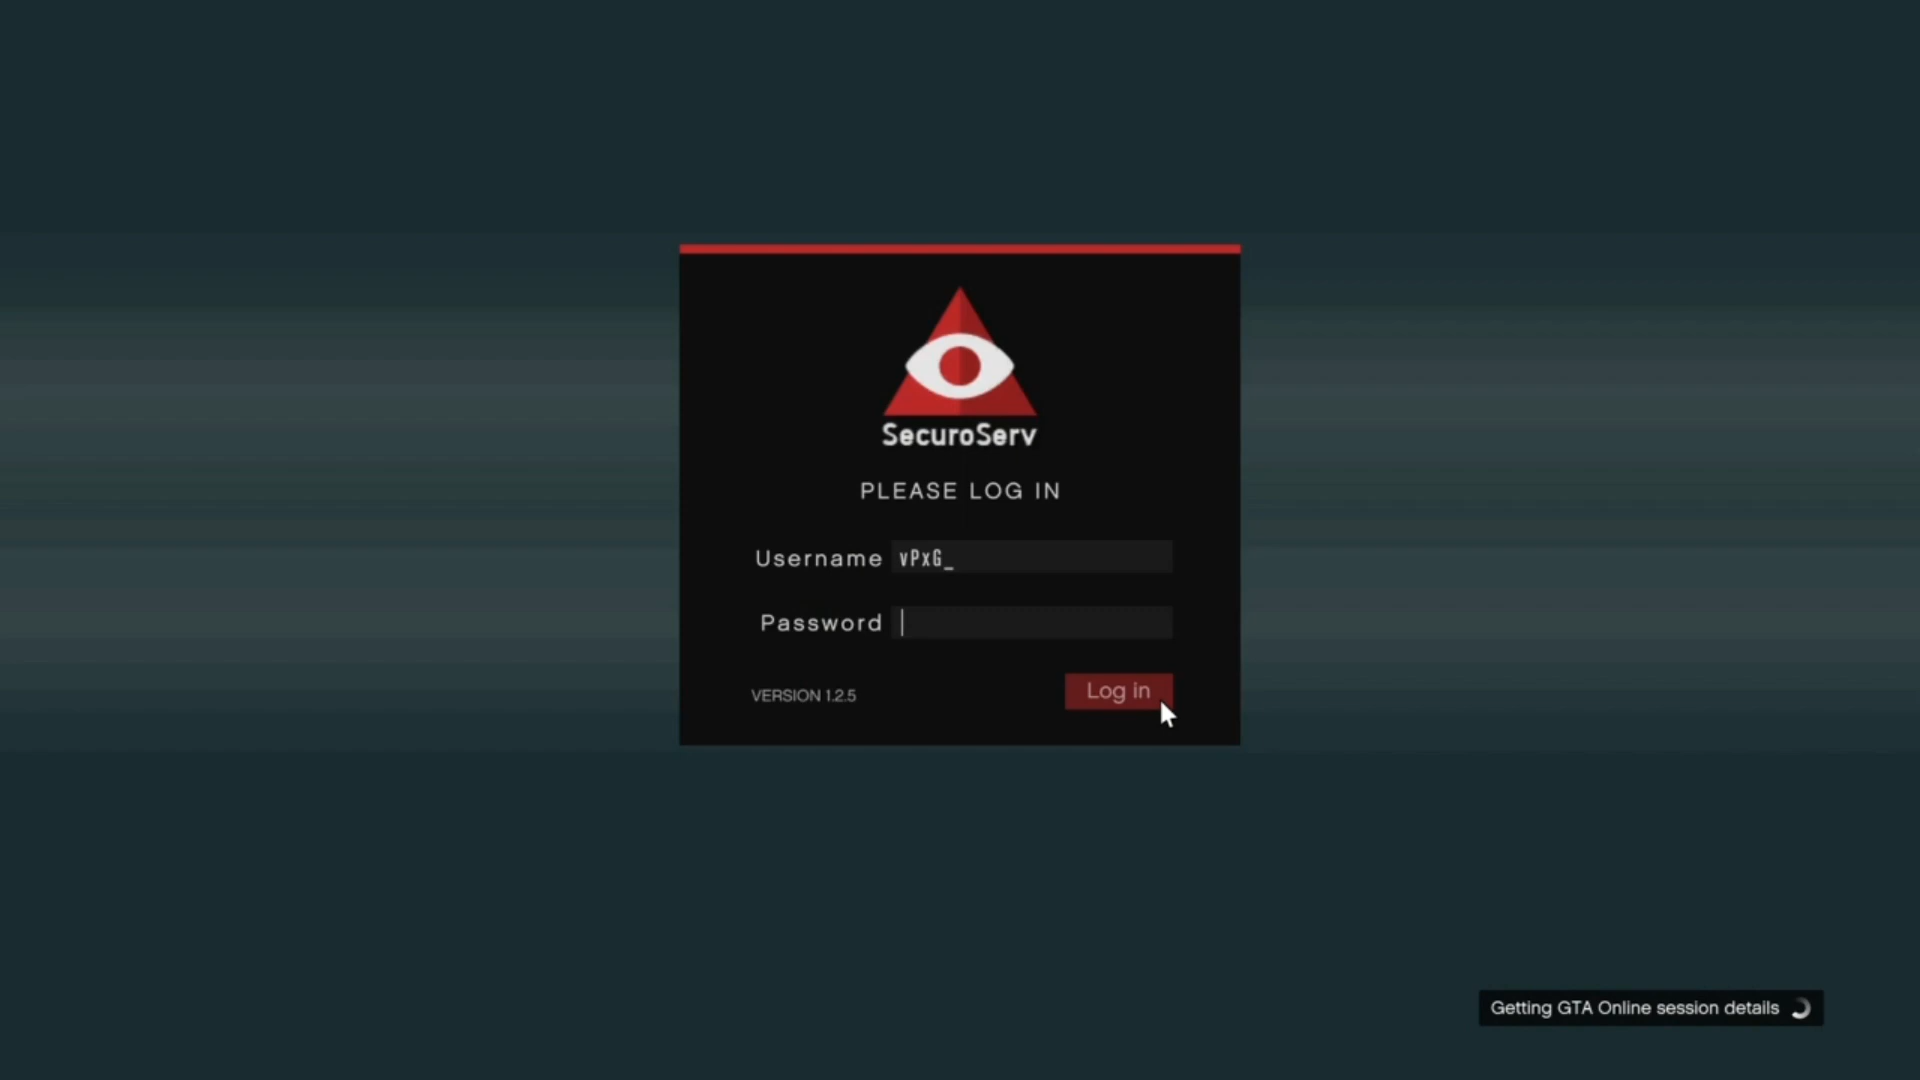 SecuroServ
PLEASE LOG IN
Username vPxG_
Password
VERSION 1.2.5
Log in
Getting GTA Online session details